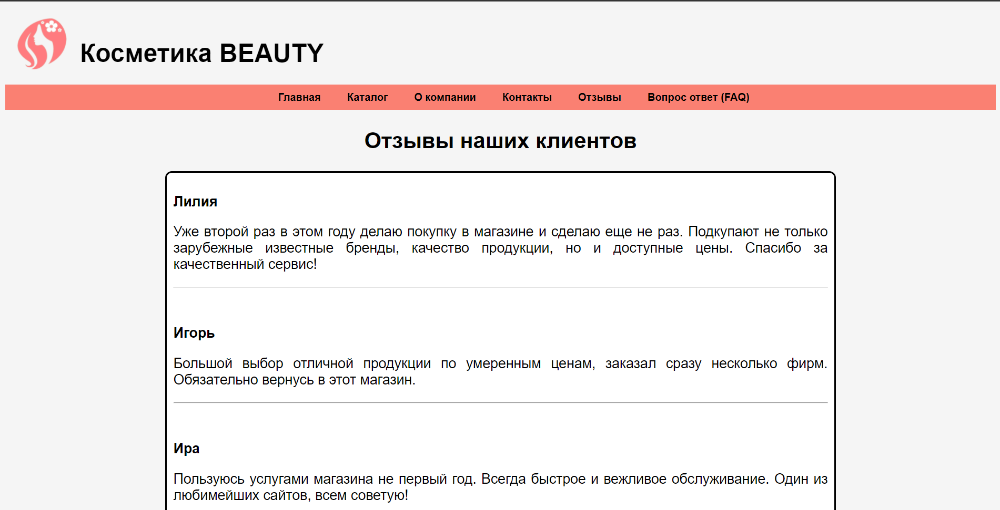 Косметика BEAUTY
Главная Каталог О компании Контакты Отзывы Вопрос ответ (FAQ)
Отзывы наших клиентов
Лилия
Уже второй раз в этом году делаю покупку в магазине и сделаю еще не раз. Подкупают не только
зарубежные известные бренды, качество продукции, но и доступные цены. Спасибо за
качественный сервис!
Игорь
Большой выбор отличной продукции по умеренным ценам, заказал сразу несколько фирм.
Обязательно вернусь в этот магазин.
Ира
Пользуюсь услугами магазина не первый год. Всегда быстрое и вежливое обслуживание. Один из
любимейших сайтов, всем советую!